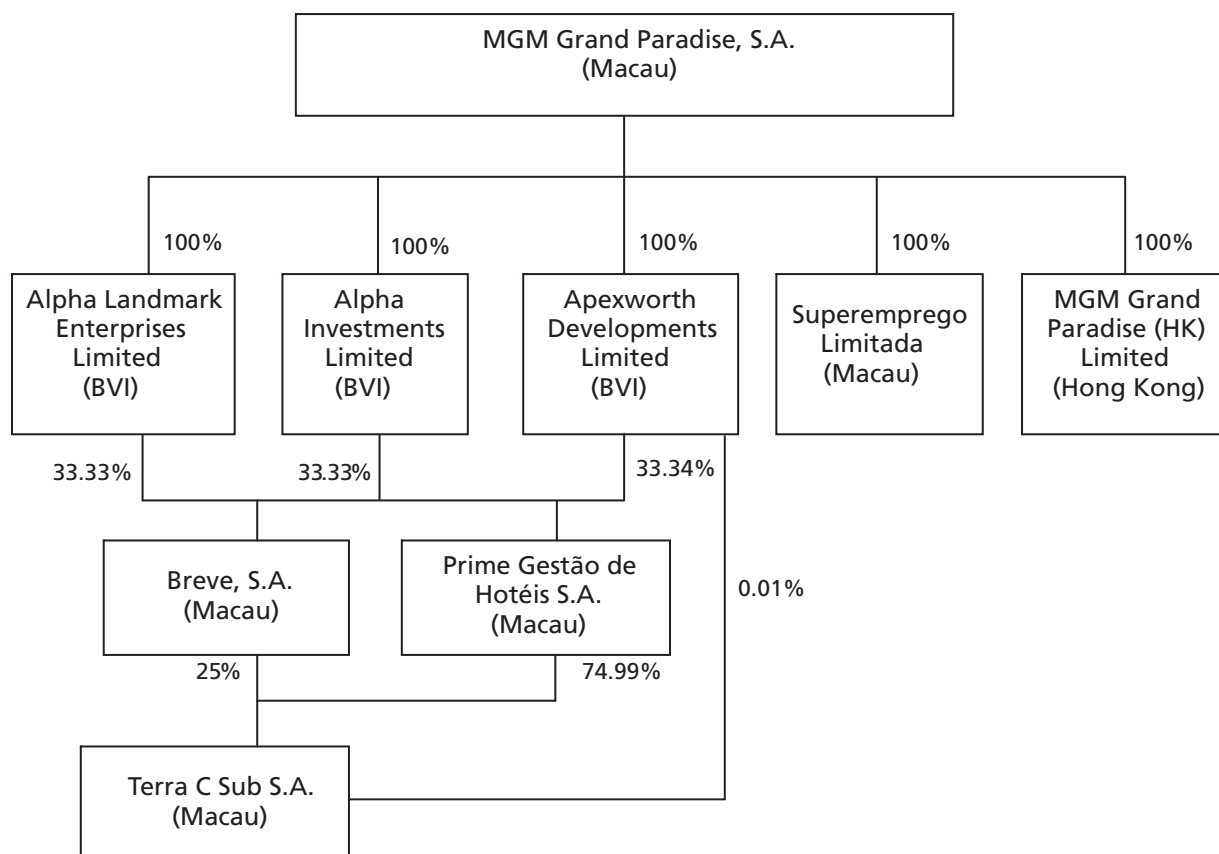 MGM Grand Paradise, S.A.
(Macau)
100%
100%
100%
100%
100%
Alpha Landmark
Enterprises
Limited
(BVI)
Alpha
Investments
Limited
(BVI)
Apexworth
Developments
Limited
(BVI)
Superemprego
Limitada
(Macau)
MGM Grand
Paradise (HK)
Limited
(Hong Kong)
33.33%
33.33%
33.34%
Breve, S.A.
(Macau)
Prime Gestão de
Hotéis S.A.
(Macau)
0.01%
25%
74.99%
Terra C Sub S.A.
(Macau)